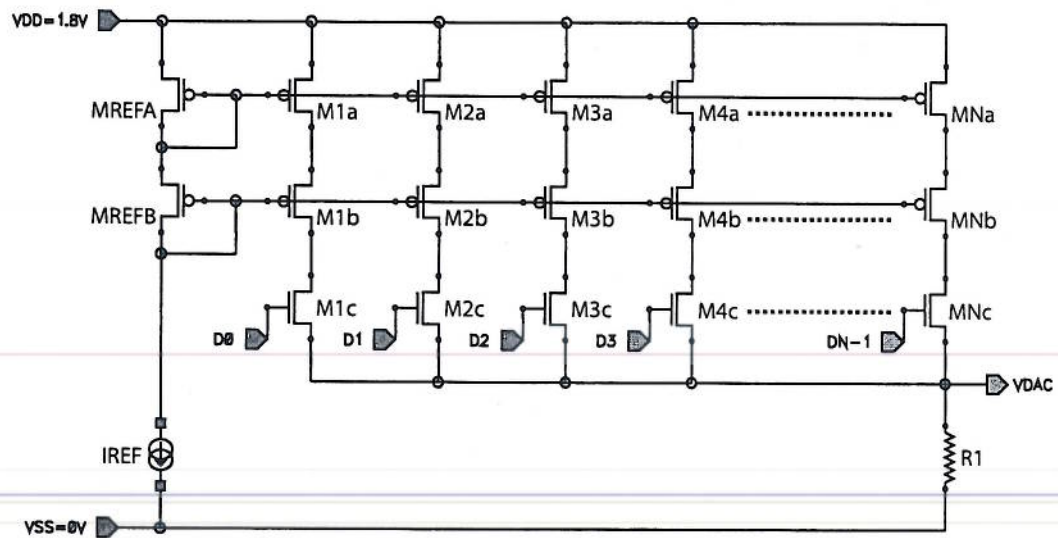 VDD=1.8V
MREFA
M1a
M2a
M3a
M4a
MNa
MREFB
M1b
M2b
M3b
M4b
MNb
M1c
M2c
M3c
M4c
MNc
D0
D1
D2
D3
DN-1
VDAC
IREF
R1
VSS=0V